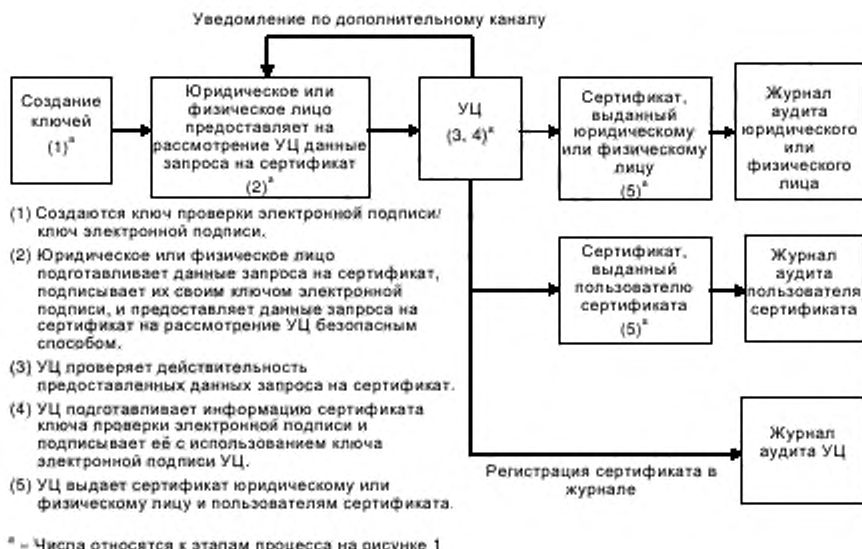 Уведомление по дополнительному каналу
Создание
ключей
(1)ª
Юридическое или
физическое лицо
предоставляет на
рассмотрение УЦ данные
запроса на сертификат
(2)ª
УЦ
(3, 4)ª
Сертификат,
выданный
юридическому
или физическому
лицу
(5)ª
Журнал
аудита
юридического
или
физического
лица
(1) Создаются ключ проверки электронной подписи/
ключ электронной подписи.
(2) Юридическое или физическое лицо
подготавливает данные запроса на сертификат,
подписывает их своим ключом электронной
подписи, и предоставляет данные запроса на
сертификат на рассмотрение УЦ безопасным
способом.
(3) УЦ проверяет действительность
предоставленных данных запроса на сертификат.
(4) УЦ подготавливает информацию сертификата
ключа проверки электронной подписи и
подписывает её с использованием ключа
электронной подписи УЦ.
(5) УЦ выдает сертификат юридическому или
физическому лицу и пользователям сертификата.
Сертификат,
выданный
пользователю
сертификата
(5)ª
Журнал
аудита
пользователя
сертификата
Журнал
аудита УЦ
Регистрация сертификата в
журнале
ª – Числа относятся к этапам процесса на рисунке 1